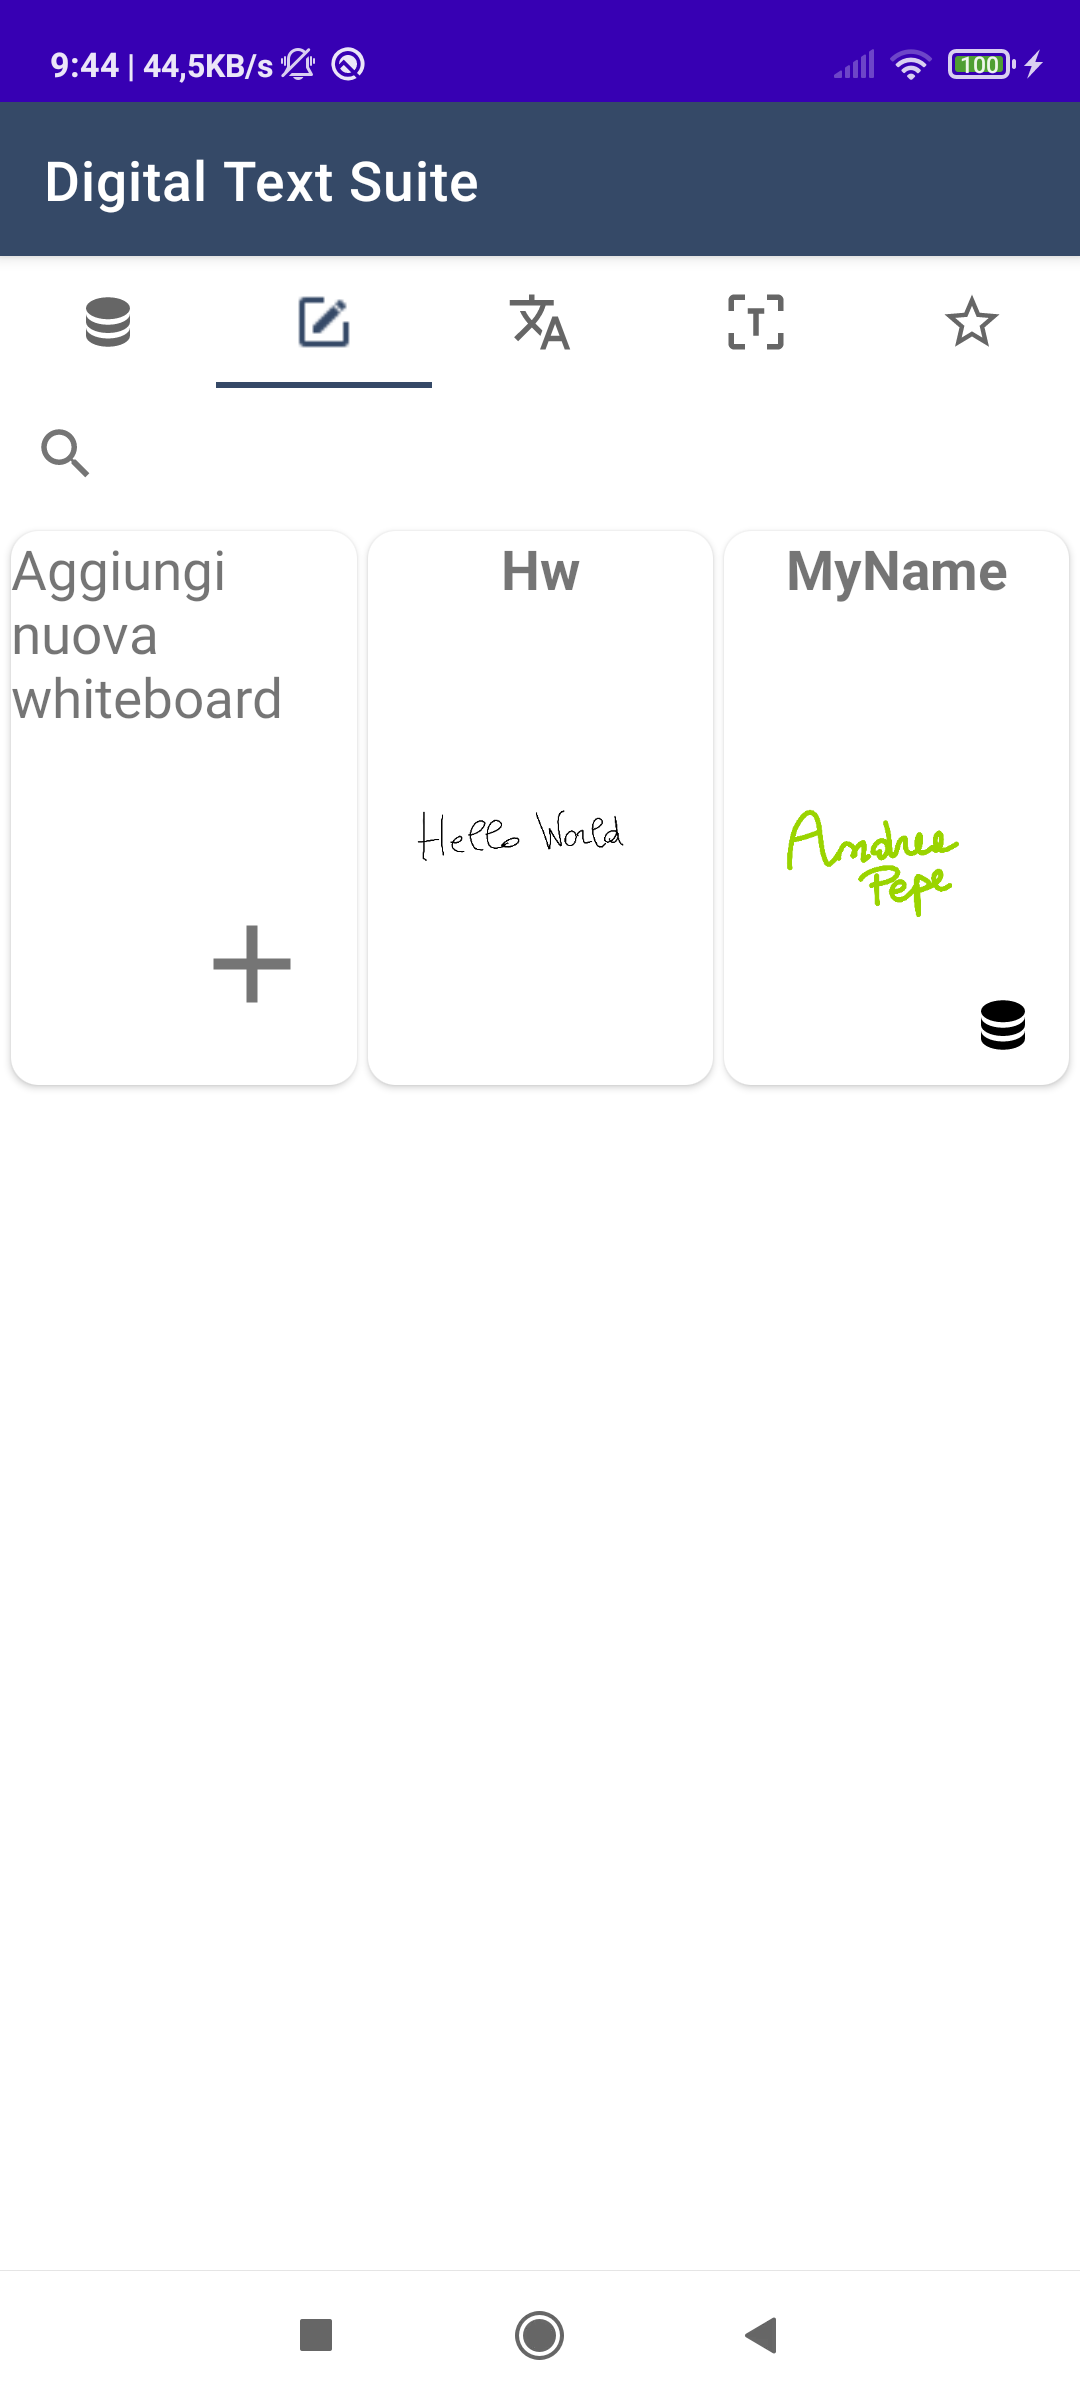 9:44 | 44,5KB/s
100
Digital Text Suite
T
Aggiungi
nuova
whiteboard
Hw
Hello World
MyName
Andrea
Pepe